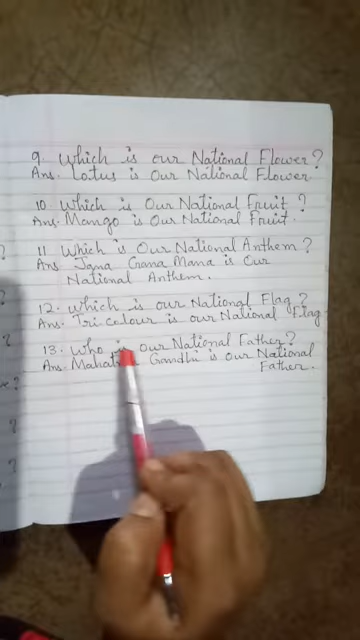 9. Which is our National Flower?
Ans. Lotus is Our National Flower.
10. Which is Our National Fruit?
Ans. Mango is Our National Fruit.
11. Which is Our National Anthem?
Ans Jana Gana Mana is Our
National Anthem.
12. Which is our National Flag?
Ans. Tri colour is our National Flag
13. Who is our National Father?
Ans. Gandhi is our National
Father.